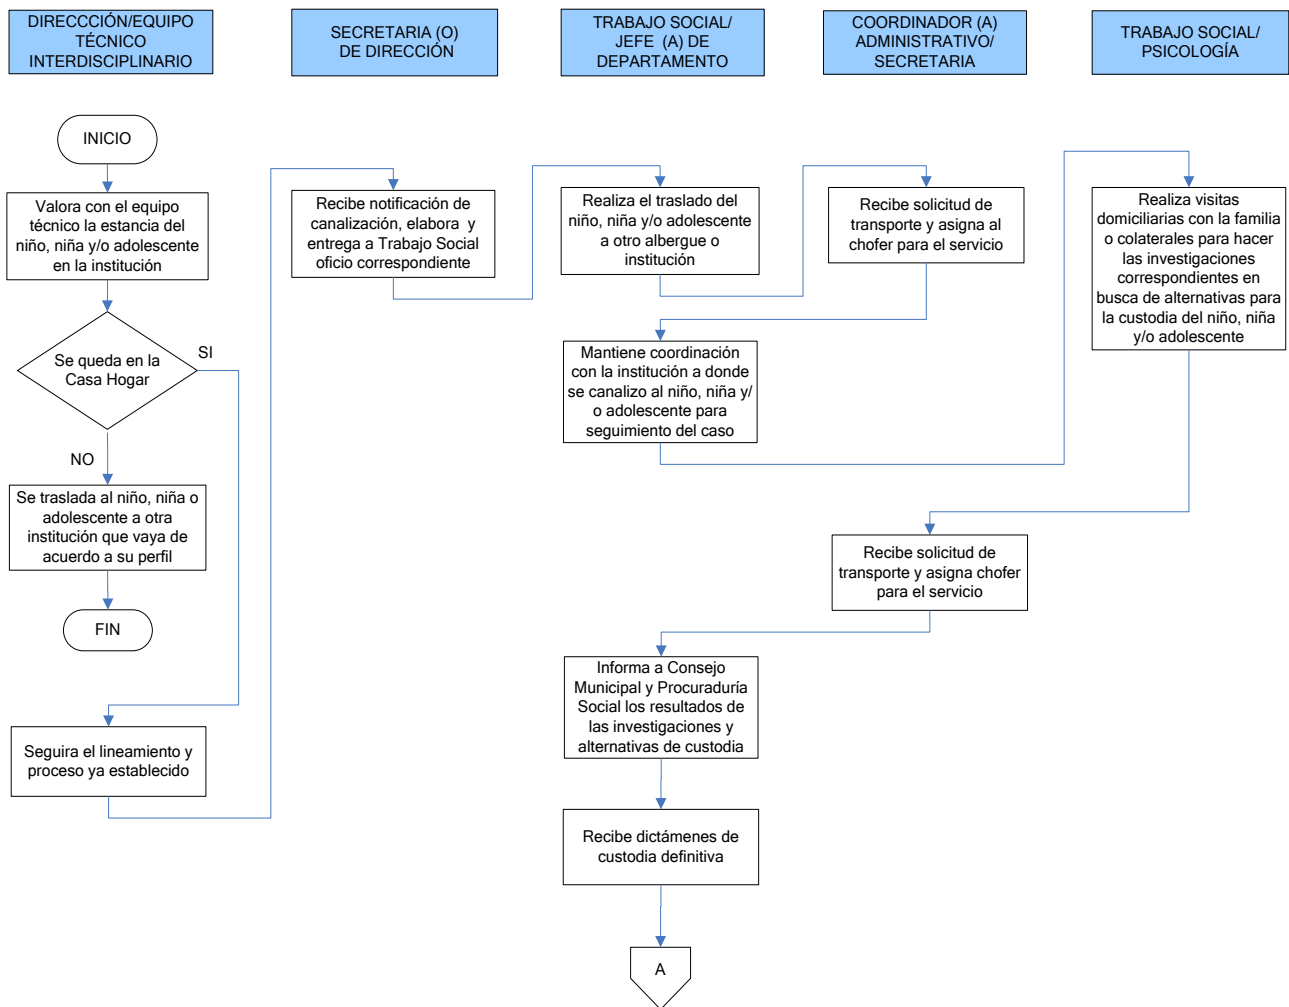 DIRECCCIÓN/EQUIPO
TÉCNICO
INTERDISCIPLINARIO
SECRETARIA (O)
DE DIRECCIÓN
TRABAJO SOCIAL/
JEFE  (A) DE
DEPARTAMENTO
COORDINADOR (A)
ADMINISTRATIVO/
SECRETARIA
TRABAJO SOCIAL/
PSICOLOGÍA
INICIO
Valora con el equipo
técnico la estancia del
niño, niña y/o adolescente
en la institución
Se queda en la
Casa Hogar
SI
NO
Se traslada al niño, niña o
adolescente a otra
institución que vaya de
acuerdo a su perfil
FIN
Seguira el lineamiento y
proceso ya establecido
Recibe notificación de
canalización, elabora  y
entrega a Trabajo Social
oficio correspondiente
Realiza el traslado del
niño, niña y/o adolescente
a otro albergue o
institución
Recibe solicitud de
transporte y asigna al
chofer para el servicio
Mantiene coordinación
con la institución a donde
se canalizo al niño, niña y/
o adolescente para
seguimiento del caso
Realiza visitas
domiciliarias con la familia
o colaterales para hacer
las investigaciones
correspondientes en
busca de alternativas para
la custodia del niño, niña
y/o adolescente
Recibe solicitud de
transporte y asigna chofer
para el servicio
Informa a Consejo
Municipal y Procuraduría
Social los resultados de
las investigaciones y
alternativas de custodia
Recibe dictámenes de
custodia definitiva
A